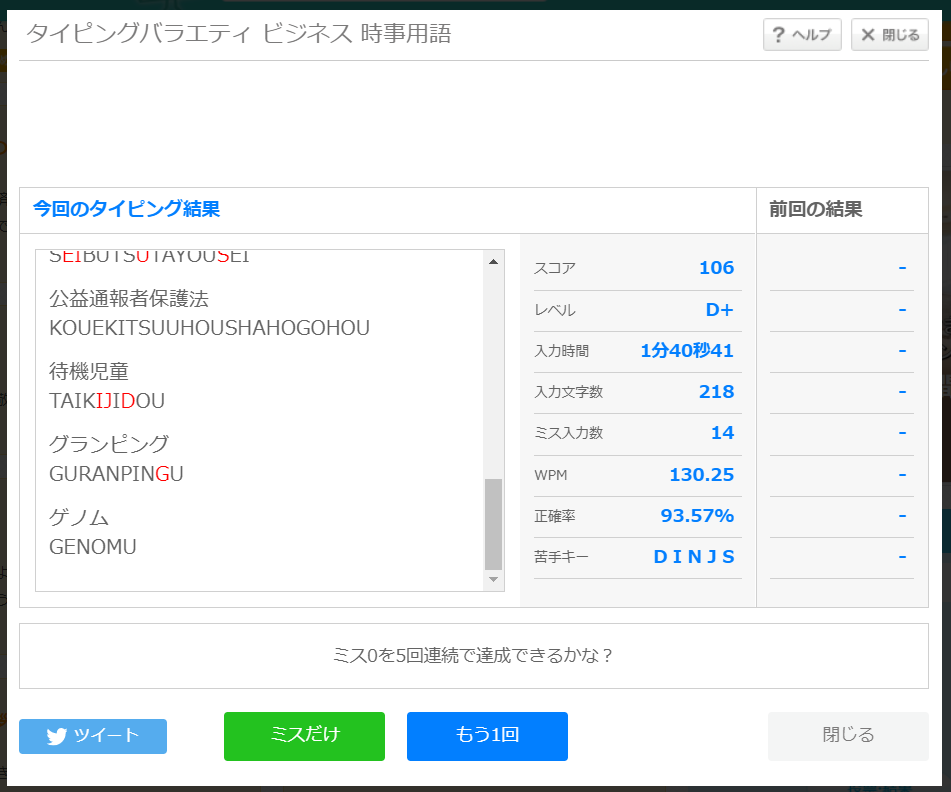 タイピングバラエティ ビジネス 時事用語
? ヘルプ
× 閉じる
今回のタイピング結果
前回の結果
SEIBUTSUTAYOUSEI
公益通報者保護法
KOUEKITSUUHOUSHAHOGOHOU
待機児童
TAIKIJIDOU
グランピング
GURANPINGU
ゲノム
GENOMU
スコア 106 -
レベル D+ -
入力時間 1分40秒41 -
入力文字数 218 -
ミス入力数 14 -
WPM 130.25 -
正確率 93.57% -
苦手キー D I N J S -
ミス0を5回連続で達成できるかな？
ツイート
ミスだけ
もう1回
閉じる